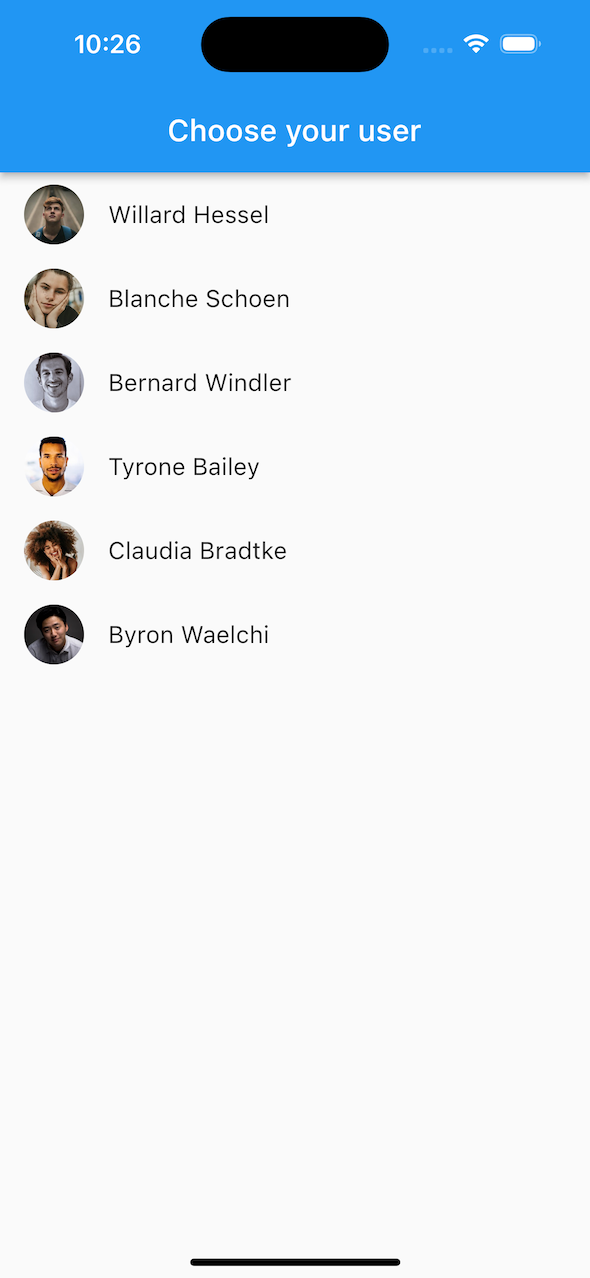 10:26
Choose your user
Willard Hessel
Blanche Schoen
Bernard Windler
Tyrone Bailey
Claudia Bradtke
Byron Waelchi